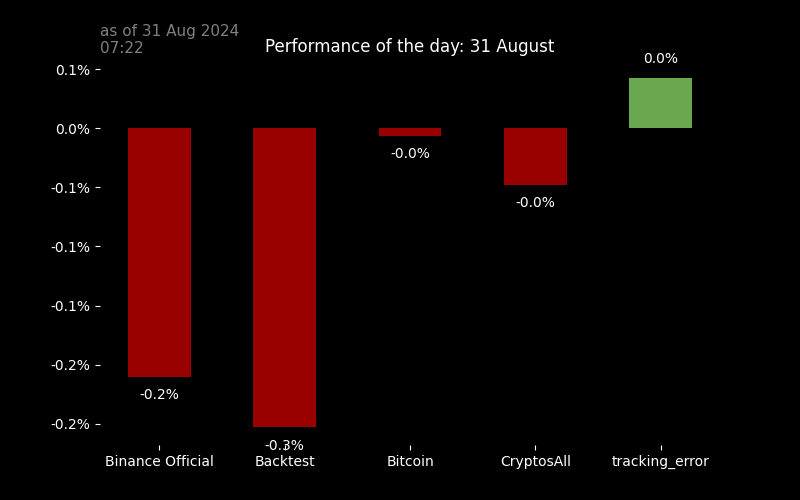 as of 31 Aug 2024
07:22
Performance of the day: 31 August
0.1%
0.0%
-0.1%
-0.1%
-0.1%
-0.2%
-0.2%
-0.2%
-0.3%
-0.0%
-0.0%
0.0%
Binance Official
Backtest
Bitcoin
CryptosAll
tracking_error